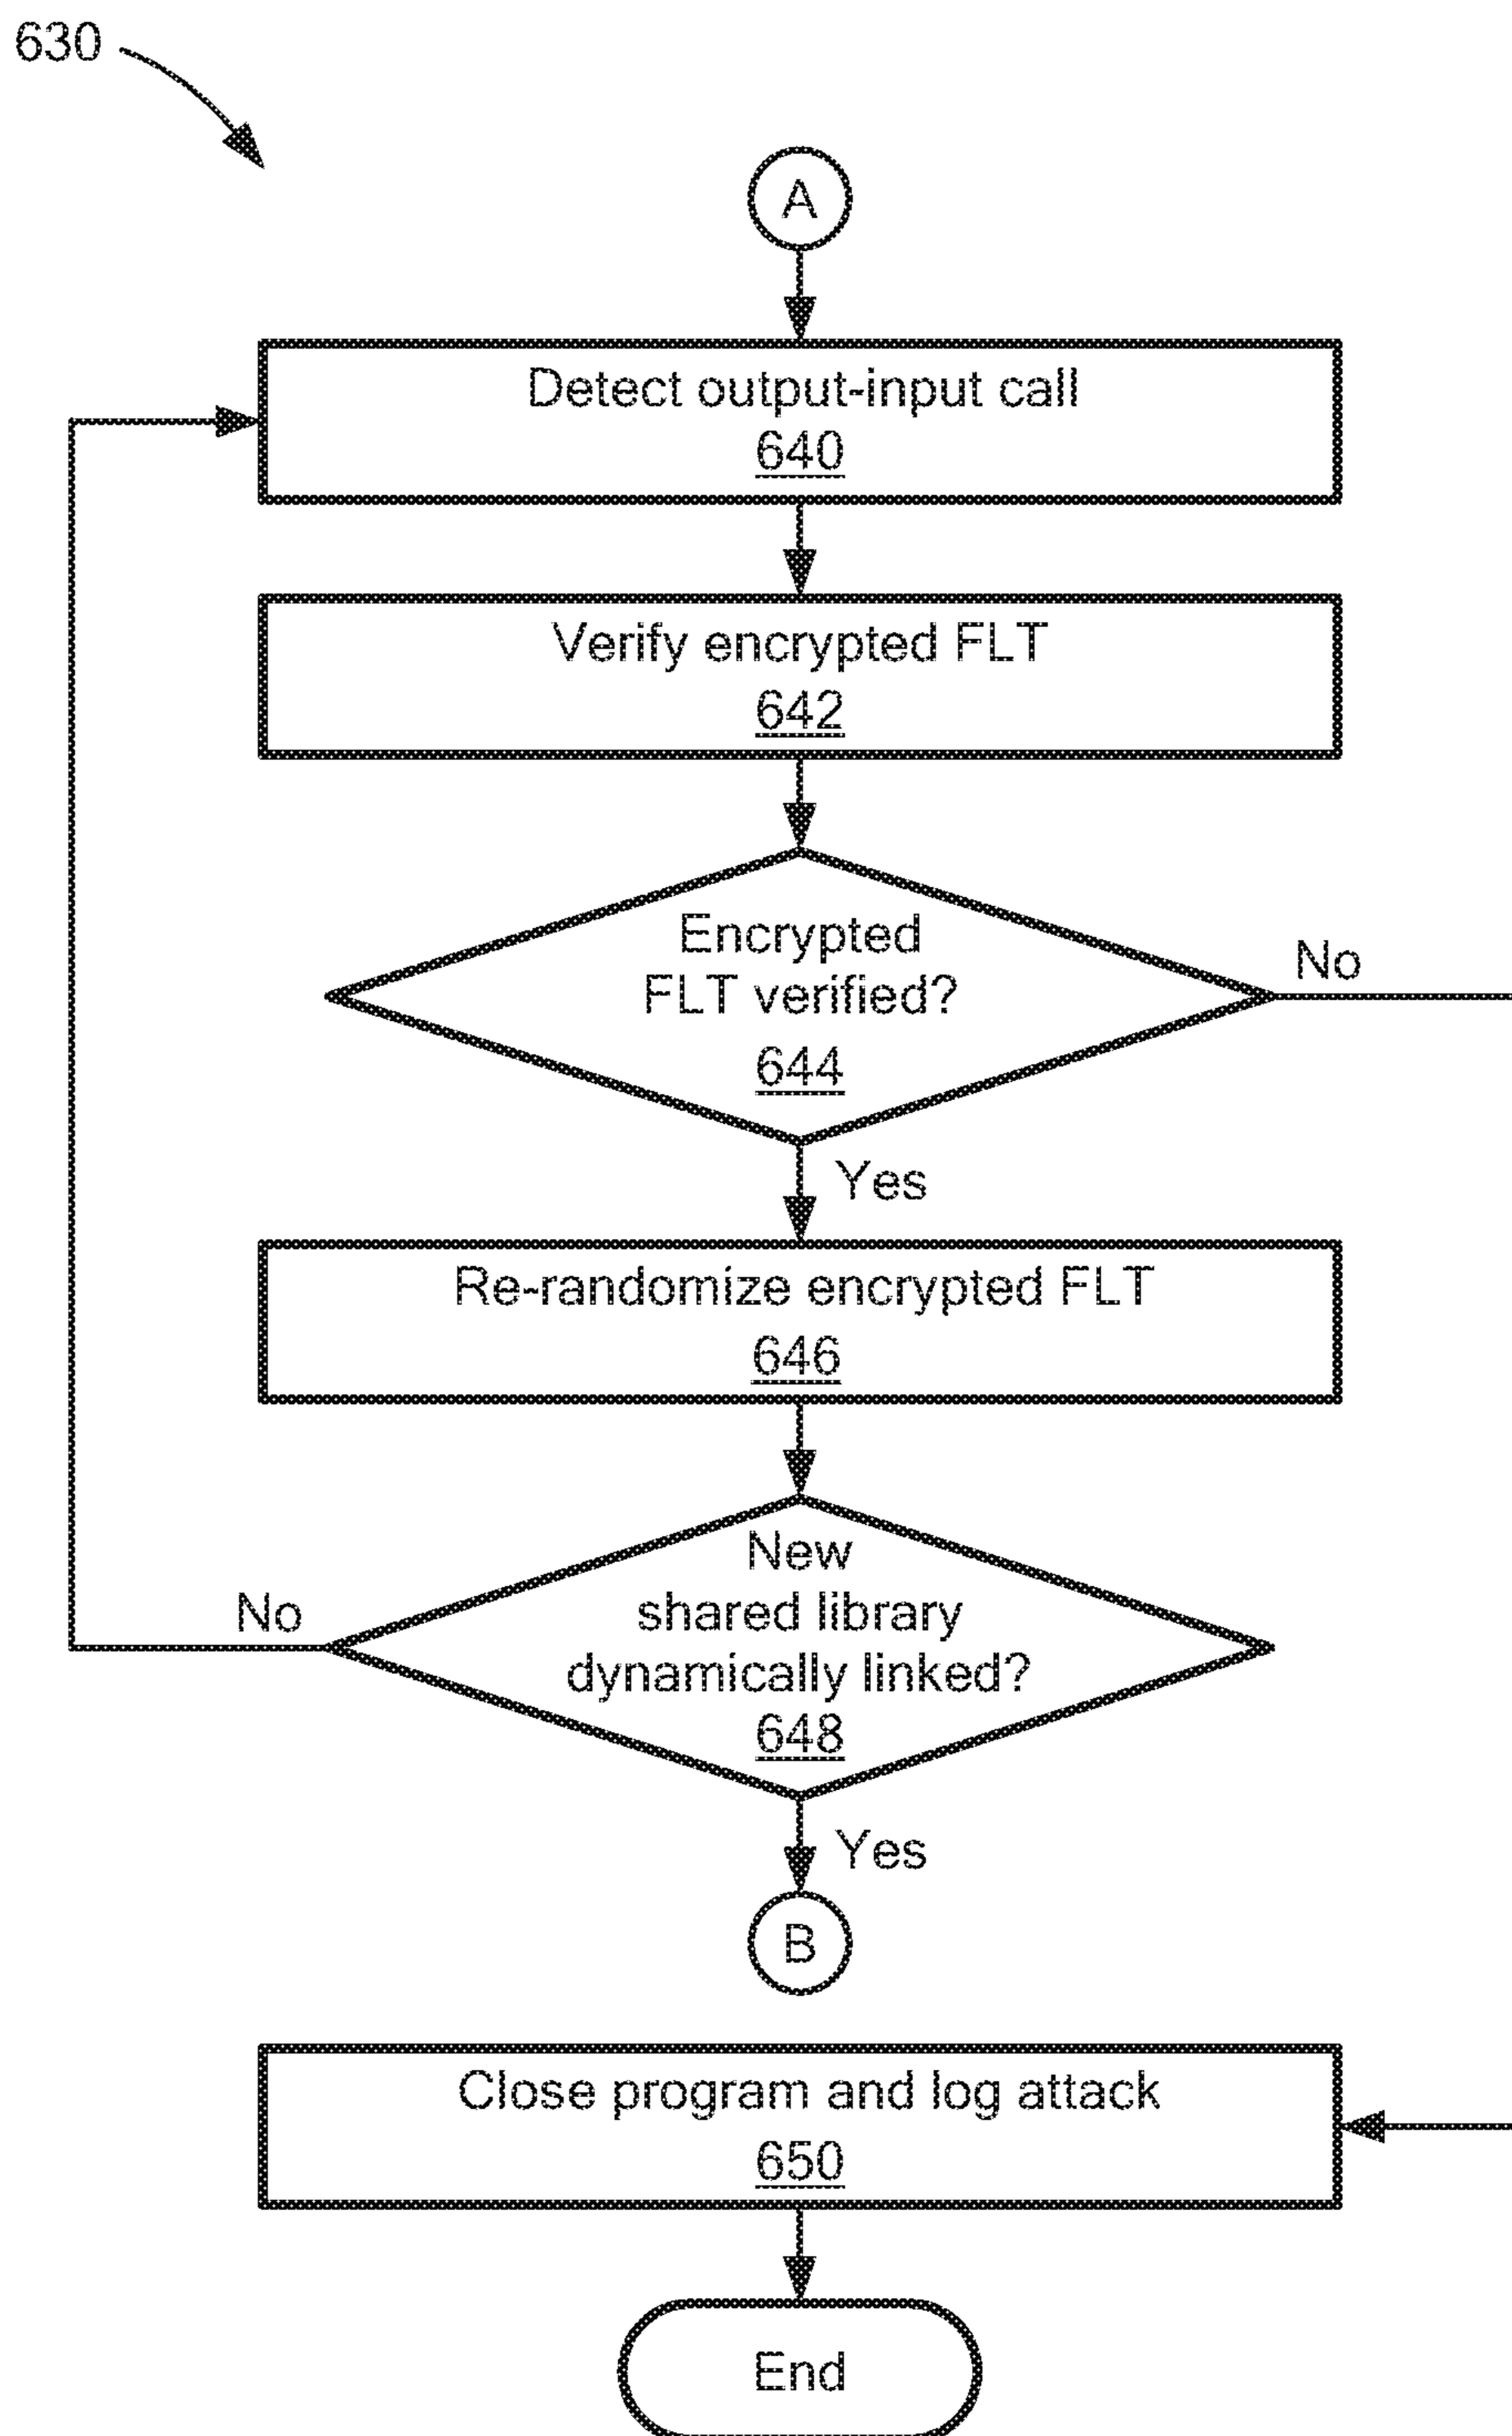 630
A
Detect output-input call
640
Verify encrypted FLT
642
Encrypted
FLT verified?
644
No
Yes
Re-randomize encrypted FLT
646
New
shared library
dynamically linked?
648
No
Yes
B
Close program and log attack
650
End